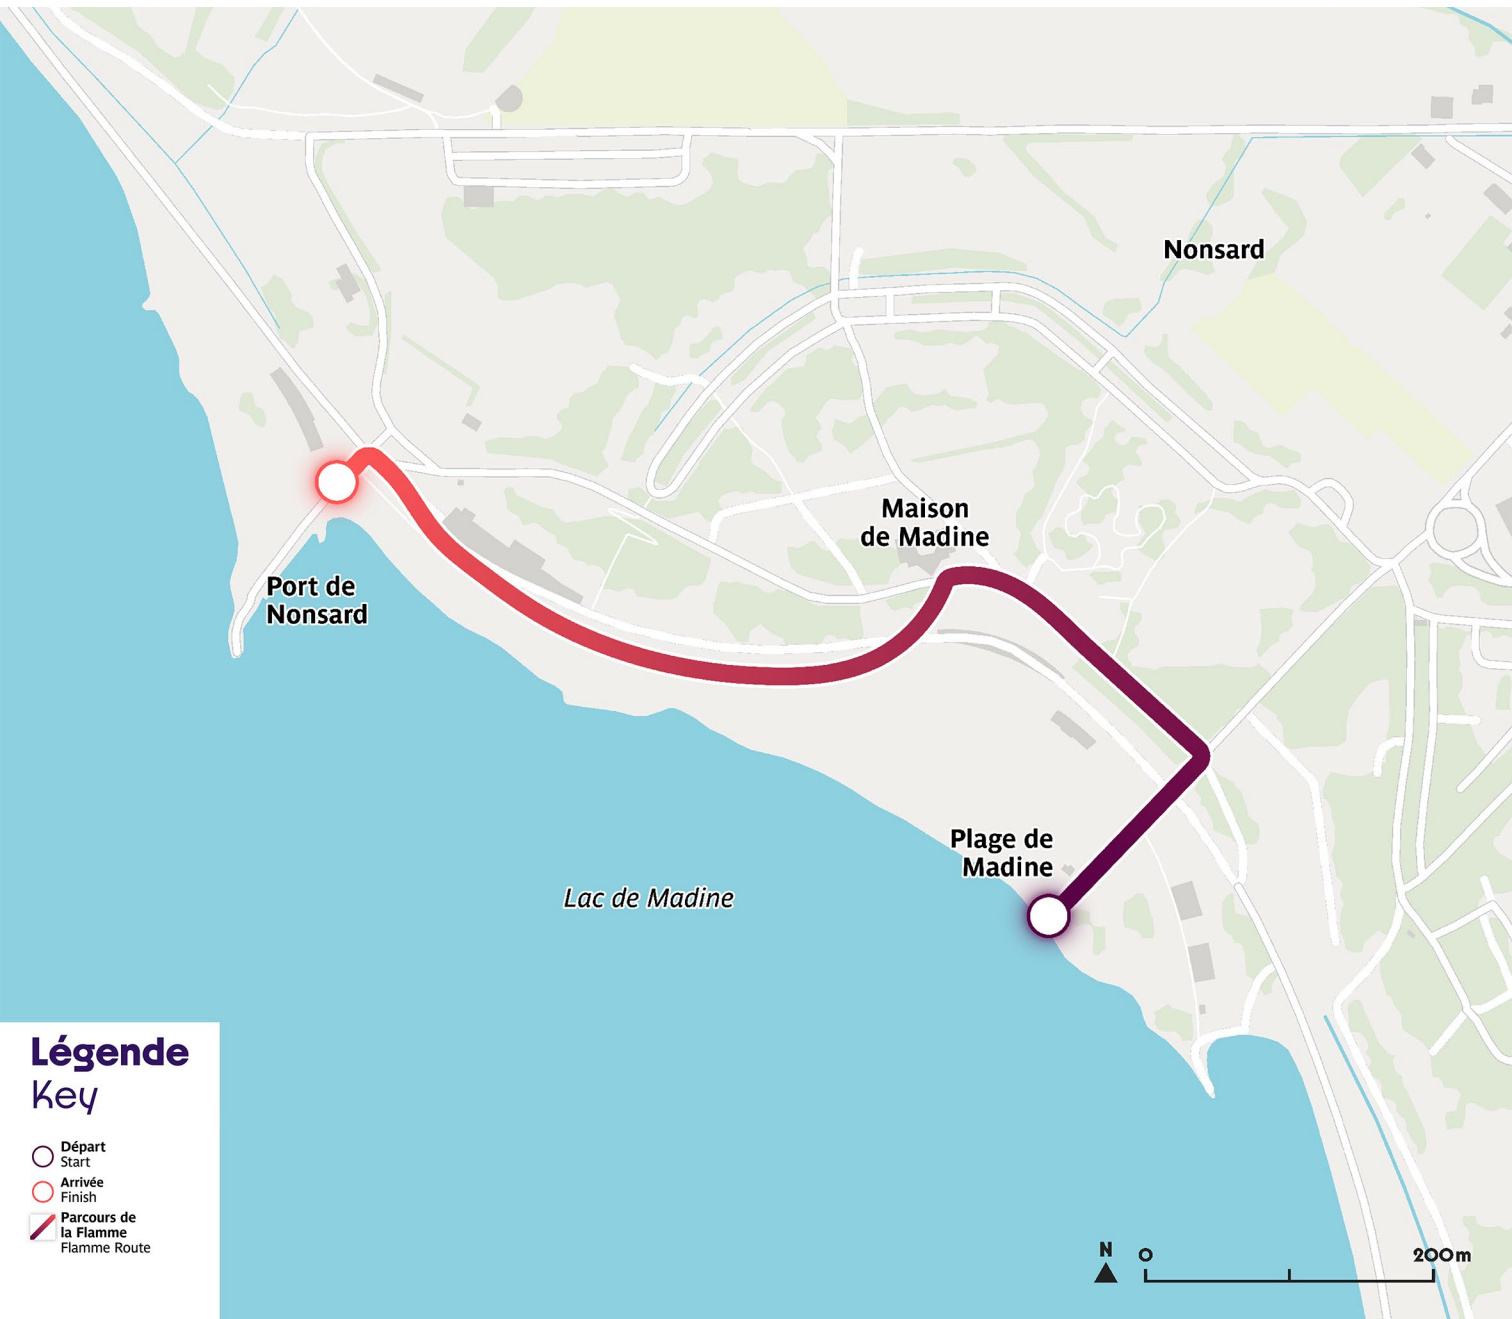 Nonsard
Maison
de Madine
Port de
Nonsard
Plage de
Madine
Lac de Madine
Légende
Key
Départ
Start
Arrivée
Finish
Parcours de
la Flamme
Flamme Route
N
0
200m